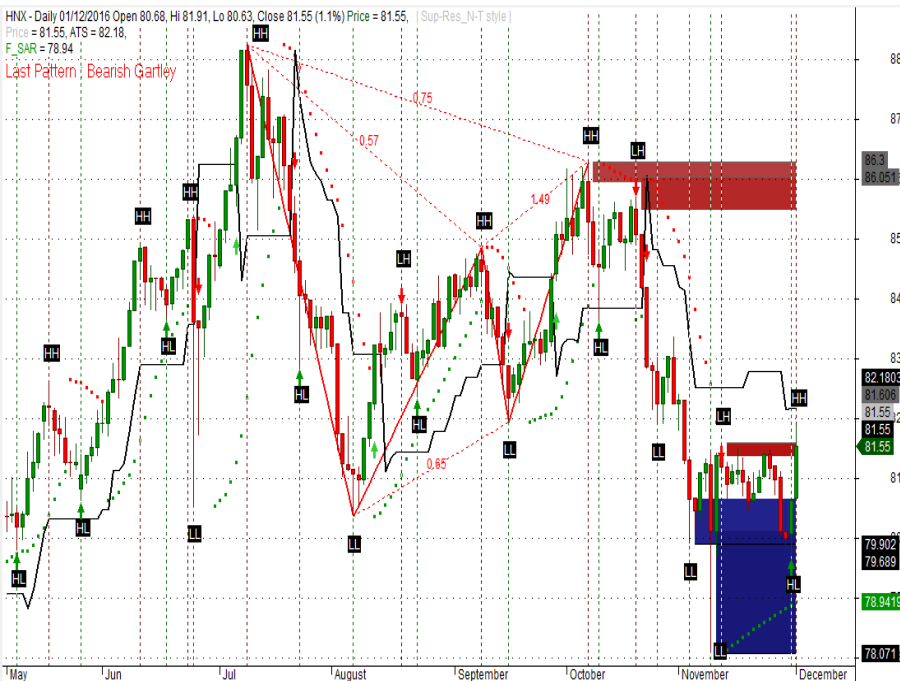 HNX - Daily 01/12/2016 Open 80.68, Hi 81.91, Lo 80.63, Close 81.55 (1.1%) Price = 81.55, | Sup-Res_N-T style |
Price = 81.55, ATS = 82.18,
F_SAR = 78.94
Last Pattern : Bearish Gartley
HH
88
0.75
87
0.57
HH
LH
86.3
86.051
HH
HH
1.49
HH
85
LH
84
HL
HL
HH
83
82.1803
HL
81.606
HH
81.55
LH
HL
81.55
LL
LL
81.55
0.65
81
HL
LL
LL
79.902
79.689
LL
HL
HL
78.9419
LL
78.071
May
Jun
Jul
August
September
October
November
December